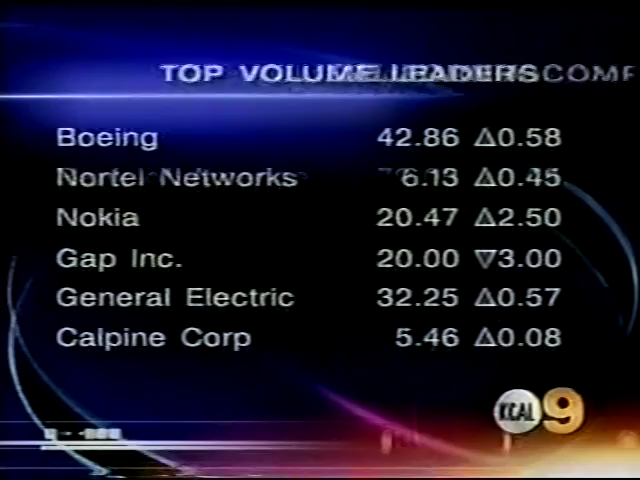 TOP VOLUME LEADERS
Boeing 42.86 △0.58
Nortel Networks 6.13 △0.45
Nokia 20.47 △2.50
Gap Inc. 20.00 ▽3.00
General Electric 32.25 △0.57
Calpine Corp 5.46 △0.08
KCAL 9